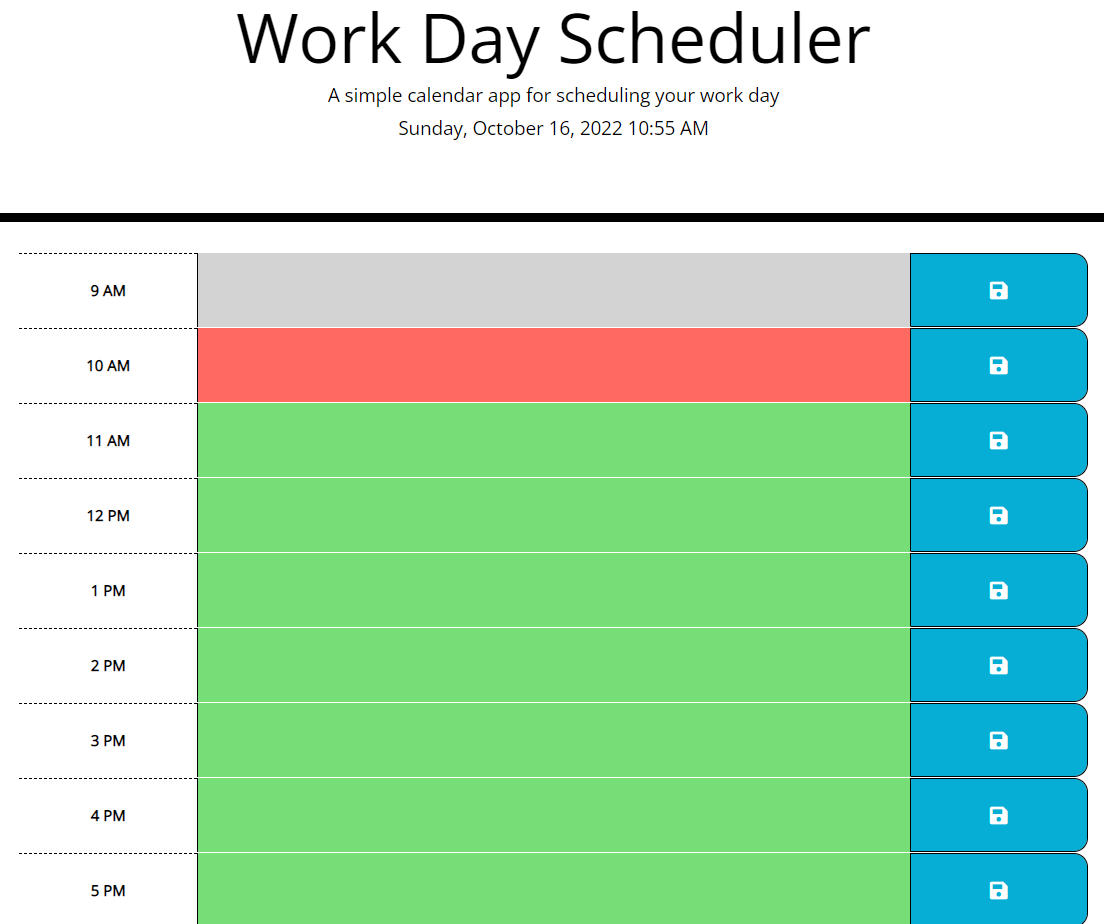 Work Day Scheduler
A simple calendar app for scheduling your work day
Sunday, October 16, 2022 10:55 AM
9 AM
10 AM
11 AM
12 PM
1 PM
2 PM
3 PM
4 PM
5 PM